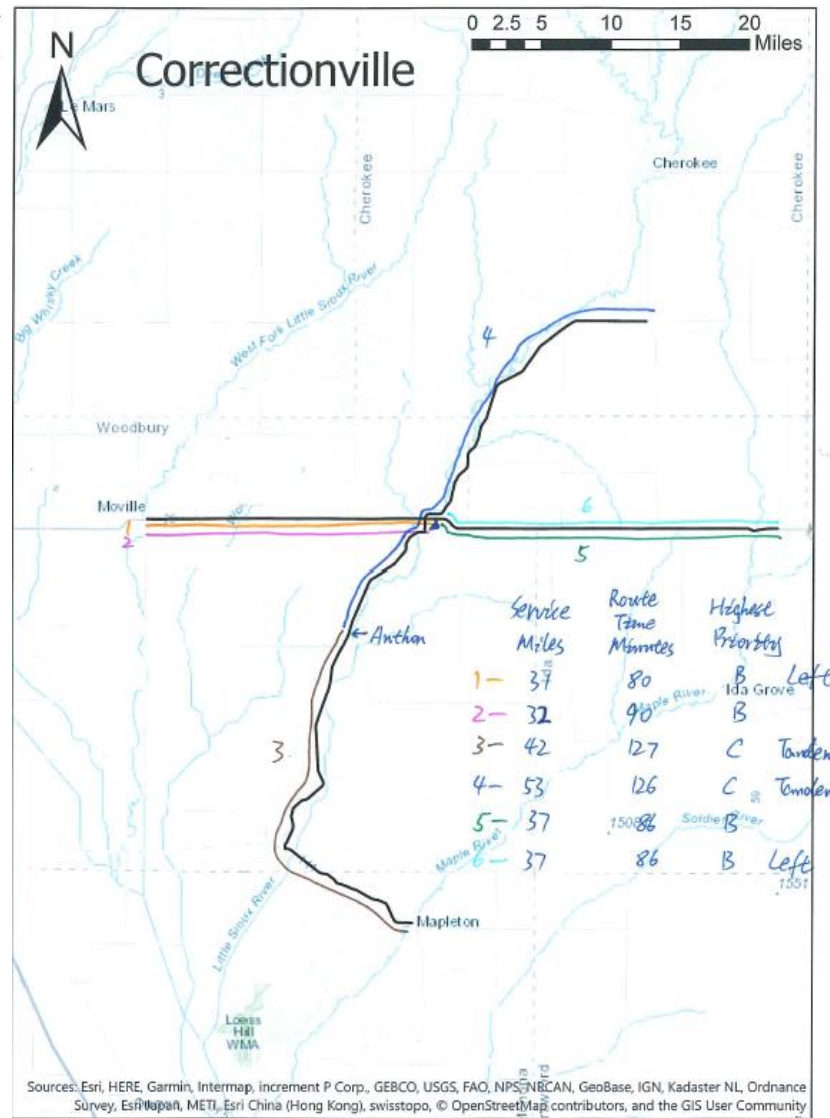 N
Correctionville
0 2.5 5 10 15 20
Miles
Le Mars
3
Cherokee
Cherokee
Cherokee
Big Whisky Creek
West Fork Little Sioux River
4
Woodbury
Moville
1
2
6
5
← Anthon
Service Miles
Route Time Minutes
Highest Priority
1- 37 80 B Left
Ida Grove
Maple River
2- 32 90 B
3- 42 127 C Tandem
3
4- 53 126 C Tandem
5- 37 86 B
Soldier River
6- 37 86 B Left
Maple River
1551
Little Sioux River
Mapleton
Loess
Hill
WMA
Sources: Esri, HERE, Garmin, Intermap, increment P Corp., GEBCO, USGS, FAO, NPS, NRCAN, GeoBase, IGN, Kadaster NL, Ordnance
Survey, Esri Japan, METI, Esri China (Hong Kong), swisstopo, © OpenStreetMap contributors, and the GIS User Community